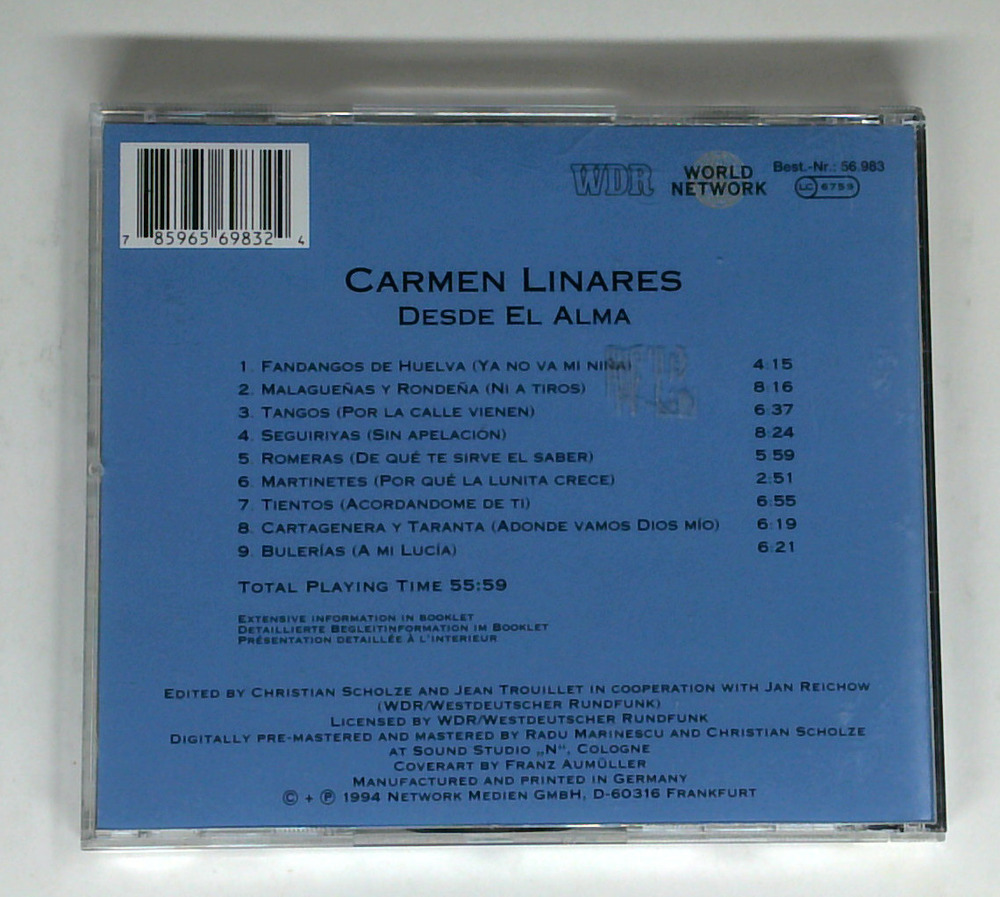 7 85965 69832 4
WDR
WORLD NETWORK
Best.-Nr.: 56.983
LC 6759
CARMEN LINARES
DESDE EL ALMA
1. FANDANGOS DE HUELVA (YA NO VA MI NIÑA) 4:15
2. MALAGUEÑAS Y RONDEÑA (NI A TIROS) 8:16
3. TANGOS (POR LA CALLE VIENEN) 6:37
4. SEGUIRIYAS (SIN APELACIÓN) 8:24
5. ROMERAS (DE QUÉ TE SIRVE EL SABER) 5:59
6. MARTINETES (POR QUÉ LA LUNITA CRECE) 2:51
7. TIENTOS (ACORDANDOME DE TI) 6:55
8. CARTAGENERA Y TARANTA (ADONDE VAMOS DIOS MÍO) 6:19
9. BULERÍAS (A MI LUCÍA) 6:21
TOTAL PLAYING TIME 55:59
EXTENSIVE INFORMATION IN BOOKLET
DETAILLIERTE BEGLEITINFORMATION IM BOOKLET
PRÉSENTATION DETAILLÉE À L'INTERIEUR
EDITED BY CHRISTIAN SCHOLZE AND JEAN TROUILLET IN COOPERATION WITH JAN REICHOW
(WDR/WESTDEUTSCHER RUNDFUNK)
LICENSED BY WDR/WESTDEUTSCHER RUNDFUNK
DIGITALLY PRE-MASTERED AND MASTERED BY RADU MARINESCU AND CHRISTIAN SCHOLZE
AT SOUND STUDIO „N“, COLOGNE
COVERART BY FRANZ AUMÜLLER
MANUFACTURED AND PRINTED IN GERMANY
© + ℗ 1994 NETWORK MEDIEN GMBH, D-60316 FRANKFURT